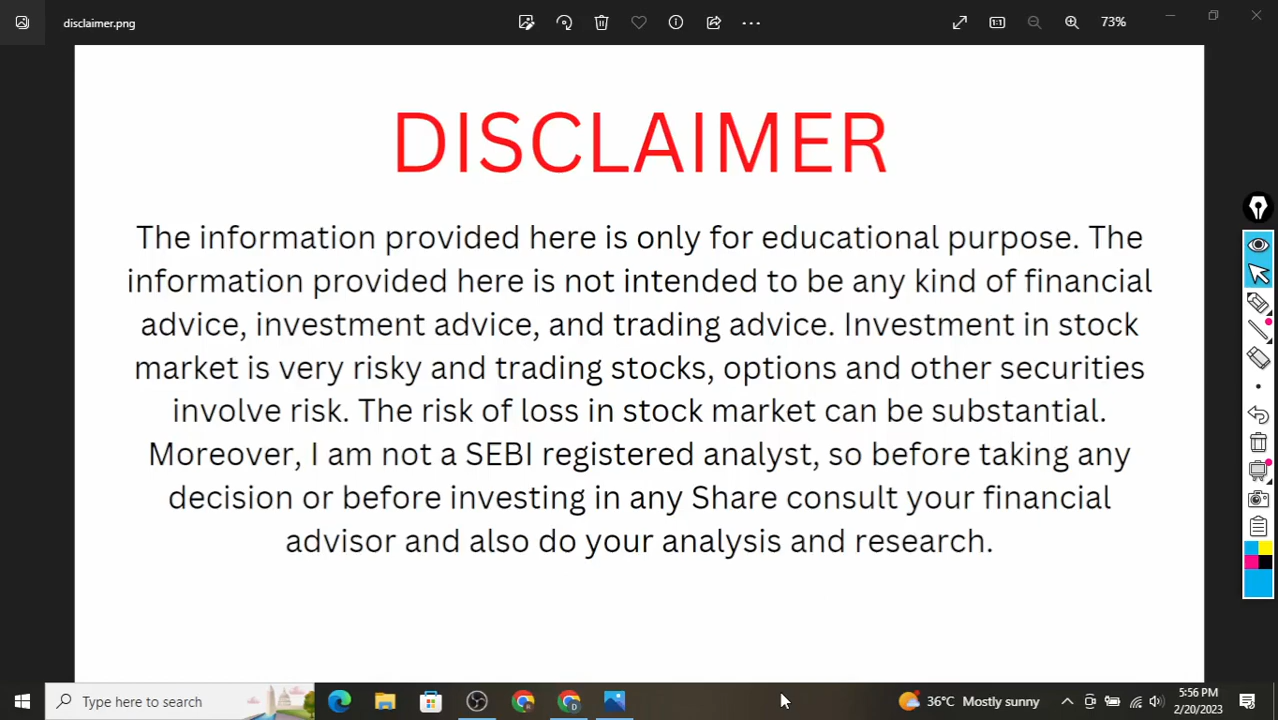 disclaimer.png
73%
DISCLAIMER
The information provided here is only for educational purpose. The
information provided here is not intended to be any kind of financial
advice, investment advice, and trading advice. Investment in stock
market is very risky and trading stocks, options and other securities
involve risk. The risk of loss in stock market can be substantial.
Moreover, I am not a SEBI registered analyst, so before taking any
decision or before investing in any Share consult your financial
advisor and also do your analysis and research.
Type here to search
36°C Mostly sunny
5:56 PM
2/20/2023